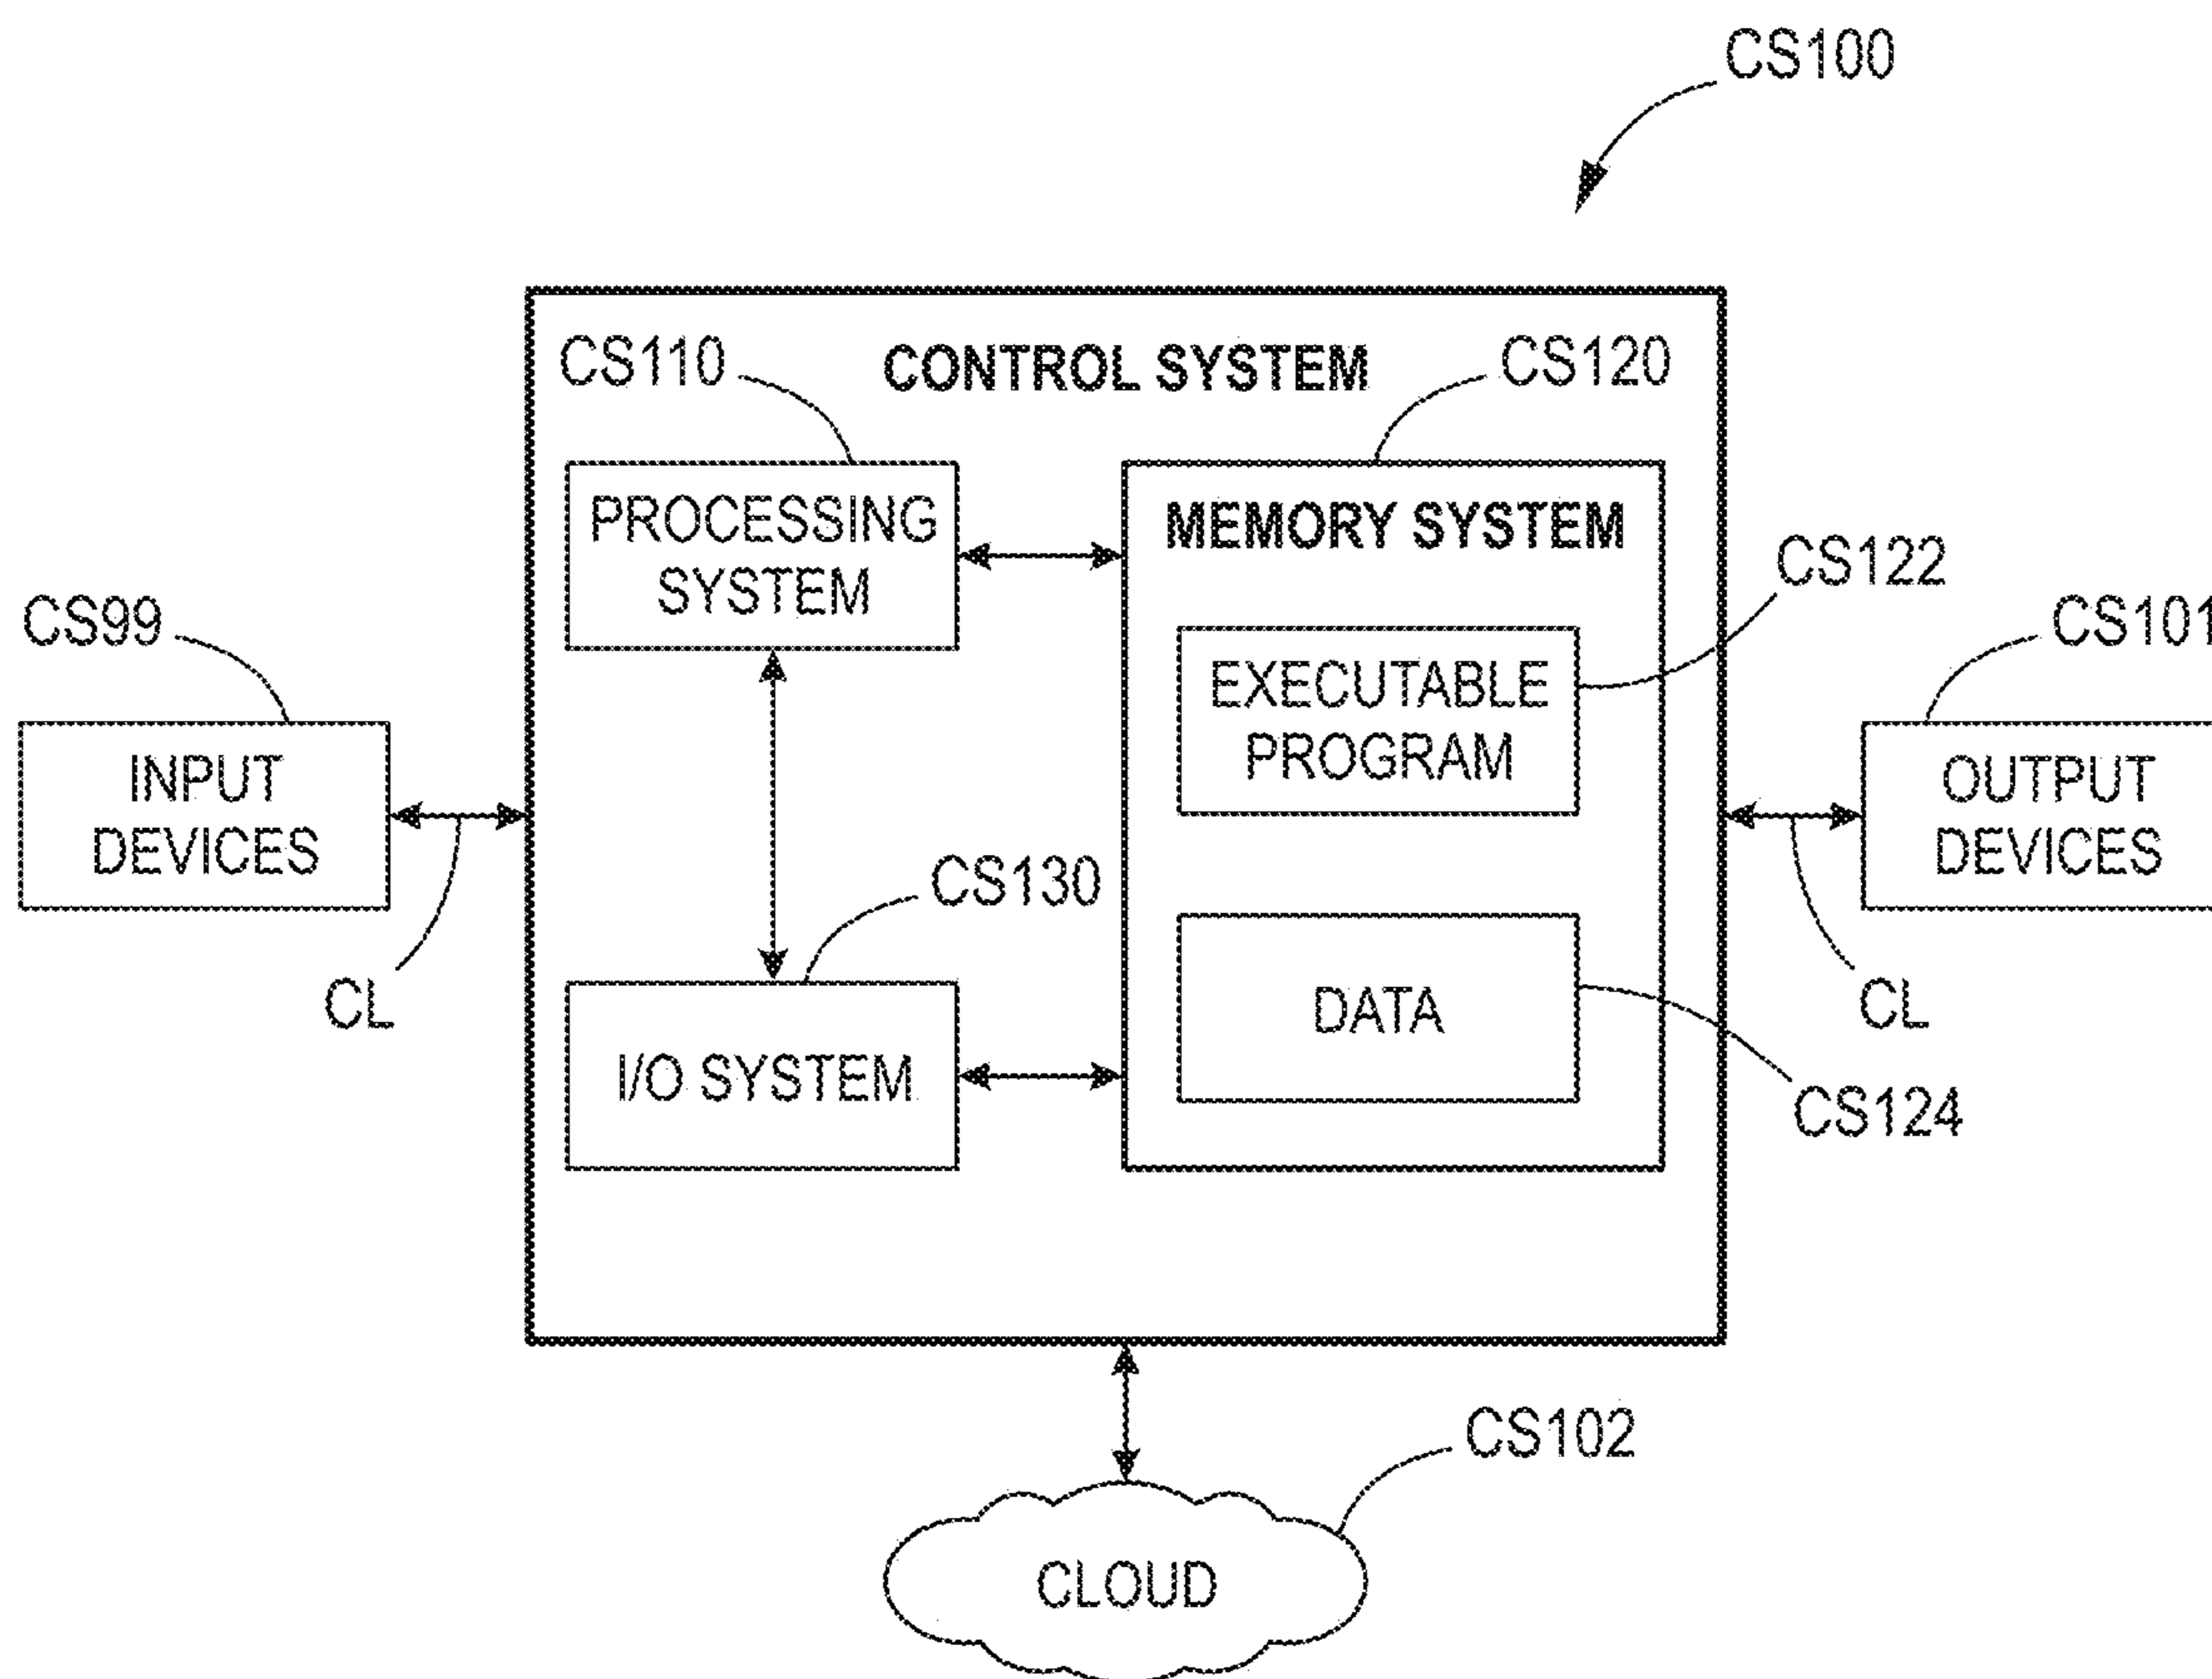 CS100
CS110
CONTROL SYSTEM
CS120
PROCESSING
SYSTEM
MEMORY SYSTEM
CS122
CS99
CS101
EXECUTABLE
PROGRAM
INPUT
DEVICES
OUTPUT
DEVICES
CS130
CL
DATA
CL
I/O SYSTEM
CS124
CS102
CLOUD